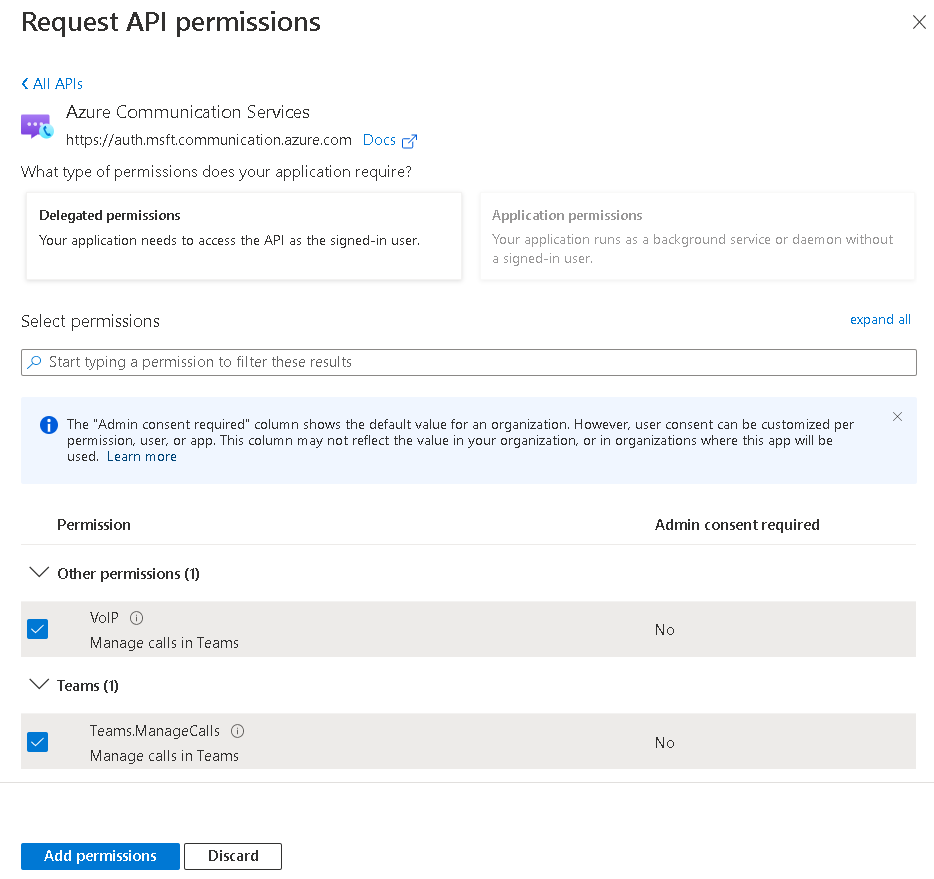 Request API permissions
All APIs
Azure Communication Services
https://auth.msft.communication.azure.com Docs
What type of permissions does your application require?
Delegated permissions
Your application needs to access the API as the signed-in user.
Application permissions
Your application runs as a background service or daemon without
a signed-in user.
Select permissions
expand all
Start typing a permission to filter these results
The "Admin consent required" column shows the default value for an organization. However, user consent can be customized per
permission, user, or app. This column may not reflect the value in your organization, or in organizations where this app will be
used. Learn more
Permission Admin consent required
Other permissions (1)
VoIP
Manage calls in Teams
No
Teams (1)
Teams.ManageCalls
Manage calls in Teams
No
Add permissions Discard